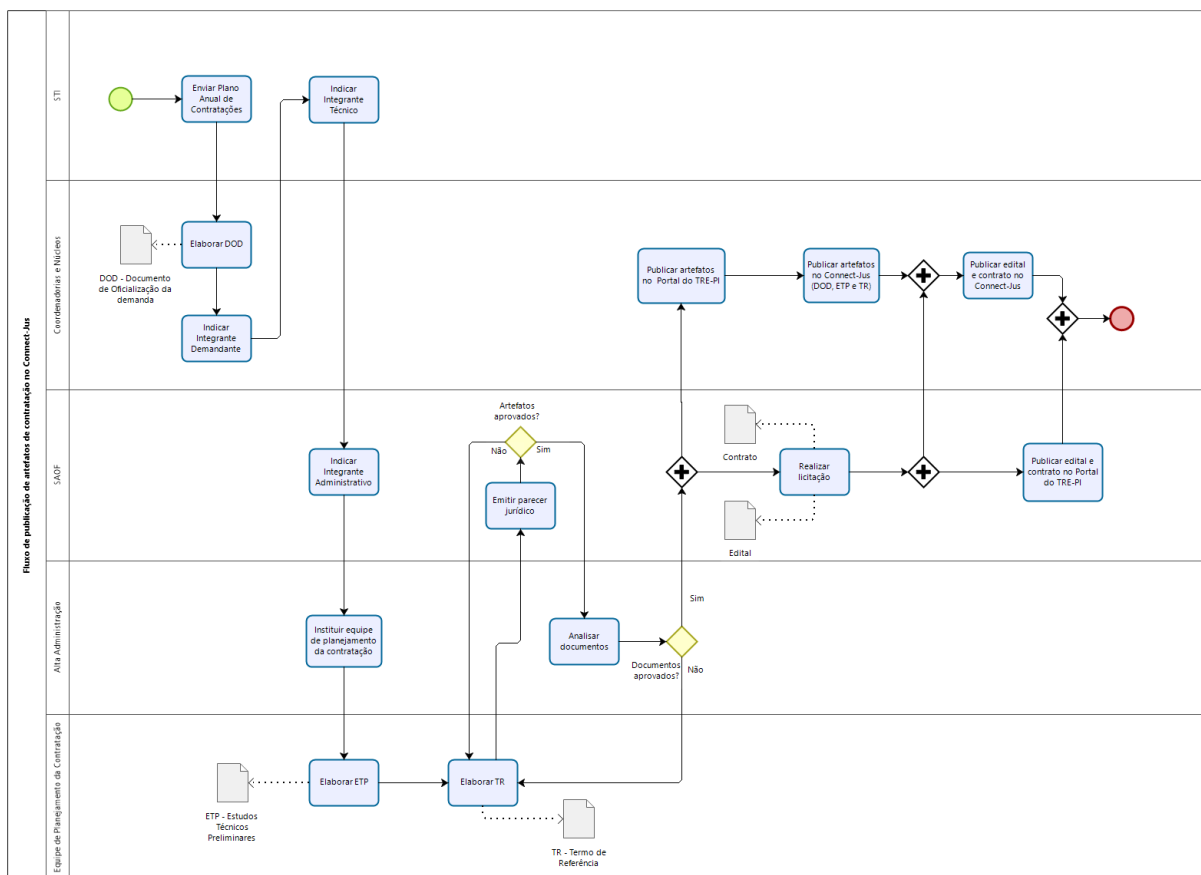 Fluxo de publicação de artefatos de contratação no Connect-Jus
STI
Enviar Plano
Anual de
Contratações
Indicar
Integrante
Técnico
Coordenadorias e Núcleos
Elaborar DOD
DOD - Documento
de Oficialização da
demanda
Indicar
Integrante
Demandante
Publicar artefatos
no Portal do TRE-PI
Publicar artefatos
no Connect-Jus
(DOD, ETP e TR)
Publicar edital
e contrato no
Connect-Jus
SAOF
Indicar
Integrante
Administrativo
Artefatos
aprovados?
Não
Sim
Emitir parecer
jurídico
Contrato
Realizar
licitação
Edital
Publicar edital e
contrato no Portal
do TRE-PI
Alta Administração
Instituir equipe
de planejamento
da contratação
Analisar
documentos
Sim
Documentos
aprovados?
Não
Equipe de Planejamento da Contratação
Elaborar ETP
ETP - Estudos
Técnicos
Preliminares
Elaborar TR
TR - Termo de
Referência